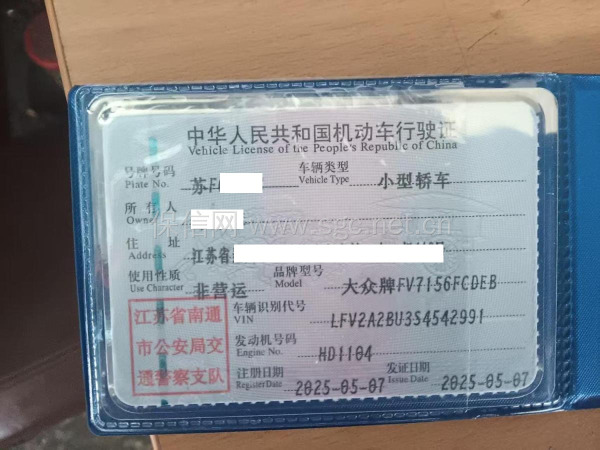 中华人民共和国机动车行驶证
Vehicle License of the People's Republic of China
号牌号码 苏F 车辆类型 小型轿车
Plate No. Vehicle Type
所有人
Owner
保信网 www.sgc.net.cn
住址 江苏省
Address
使用性质 非营运 品牌型号 大众牌FV7156FCDEB
Use Character Model
江苏省南通
市公安局交
通警察支队
车辆识别代号 LFV2A2BU3S4542991
VIN
发动机号码 HD1104
Engine No.
注册日期 2025-05-07 发证日期 2025-05-07
Register Date Issue Date